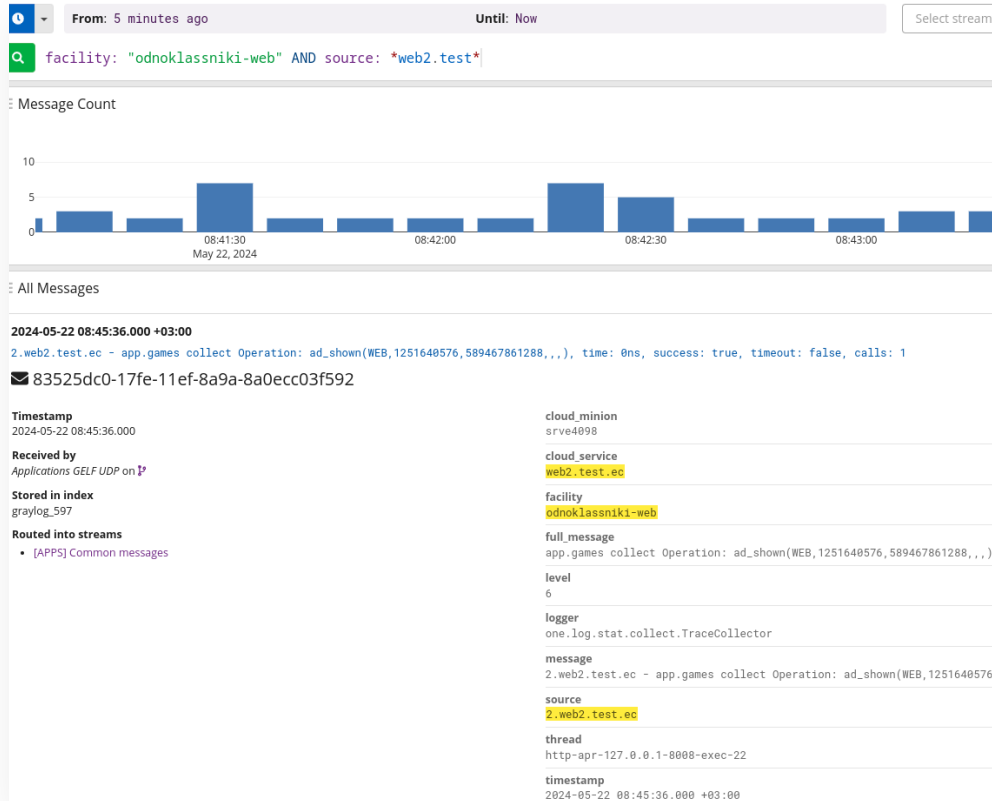 From: 5 minutes ago Until: Now Select stream
facility: "odnoklassniki-web" AND source: *web2.test*
Message Count
10
5
0
08:41:30 08:42:00 08:42:30 08:43:00
May 22, 2024
All Messages
2024-05-22 08:45:36.000 +03:00
2.web2.test.ec - app.games collect Operation: ad_shown(WEB,1251640576,589467861288,,,), time: 0ns, success: true, timeout: false, calls: 1
83525dc0-17fe-11ef-8a9a-8a0ecc03f592
Timestamp
2024-05-22 08:45:36.000
Received by
Applications GELF UDP on
Stored in index
graylog_597
Routed into streams
[APPS] Common messages
cloud_minion
srve4098
cloud_service
web2.test.ec
facility
odnoklassniki-web
full_message
app.games collect Operation: ad_shown(WEB,1251640576,589467861288,,,)
level
6
logger
one.log.stat.collect.TraceCollector
message
2.web2.test.ec - app.games collect Operation: ad_shown(WEB,1251640576
source
2.web2.test.ec
thread
http-apr-127.0.0.1-8008-exec-22
timestamp
2024-05-22 08:45:36.000 +03:00